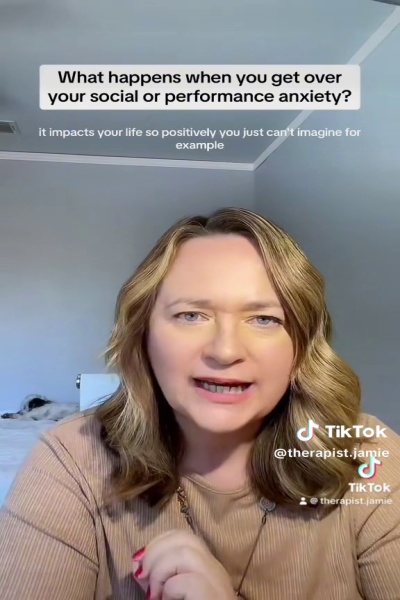 What happens when you get over
your social or performance anxiety?
it impacts your life so positively you just can't imagine for
example
TikTok
@therapist.jamie
TikTok
@ therapist.jamie